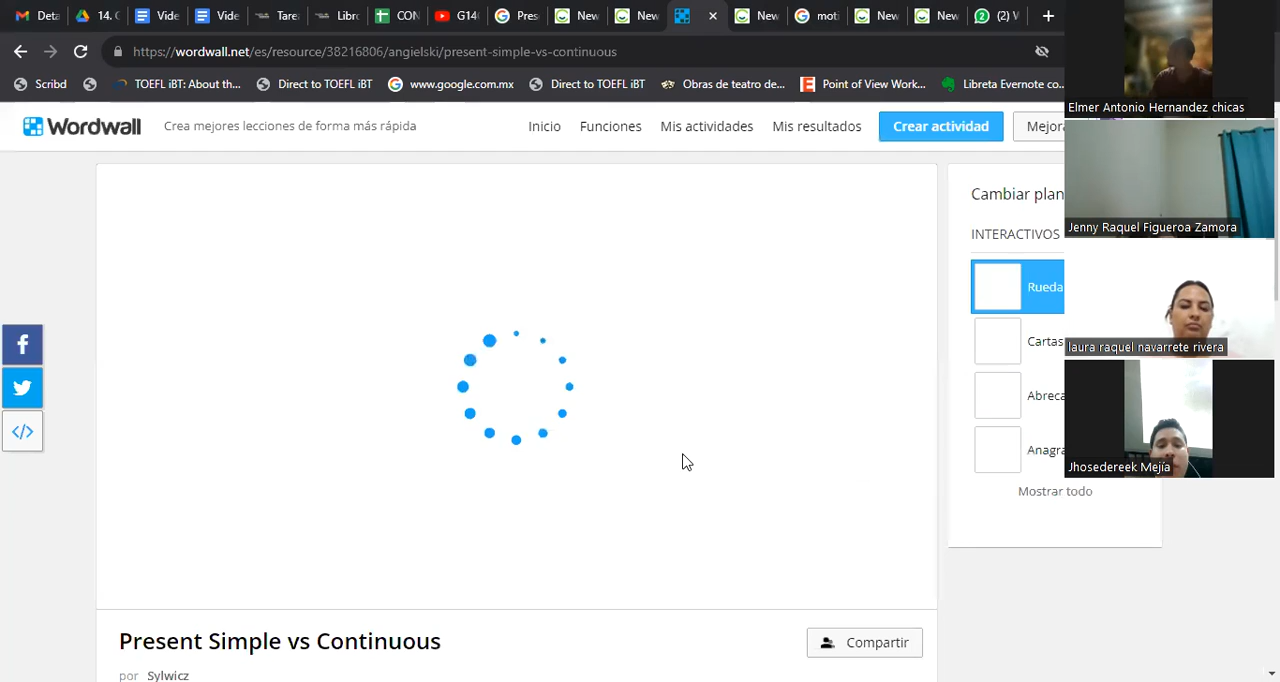 Deta
14. (
Vide
Vide
Tare
Libro
CON
G14
Pres
New
New
New
moti
New
New
(2) V
https://wordwall.net/es/resource/38216806/angielski/present-simple-vs-continuous
Scribd
TOEFL iBT: About th...
Direct to TOEFL iBT
www.google.com.mx
Direct to TOEFL iBT
Obras de teatro de...
Point of View Work...
Libreta Evernote co...
Wordwall
Crea mejores lecciones de forma más rápida
Inicio
Funciones
Mis actividades
Mis resultados
Crear actividad
Mejora
Cambiar plan
INTERACTIVOS
Rueda
Cartas
Abreca
Anagra
Mostrar todo
Present Simple vs Continuous
Compartir
por Sylwicz
Elmer Antonio Hernandez chicas
Jenny Raquel Figueroa Zamora
laura raquel navarrete rivera
Jhosedereek Mejía